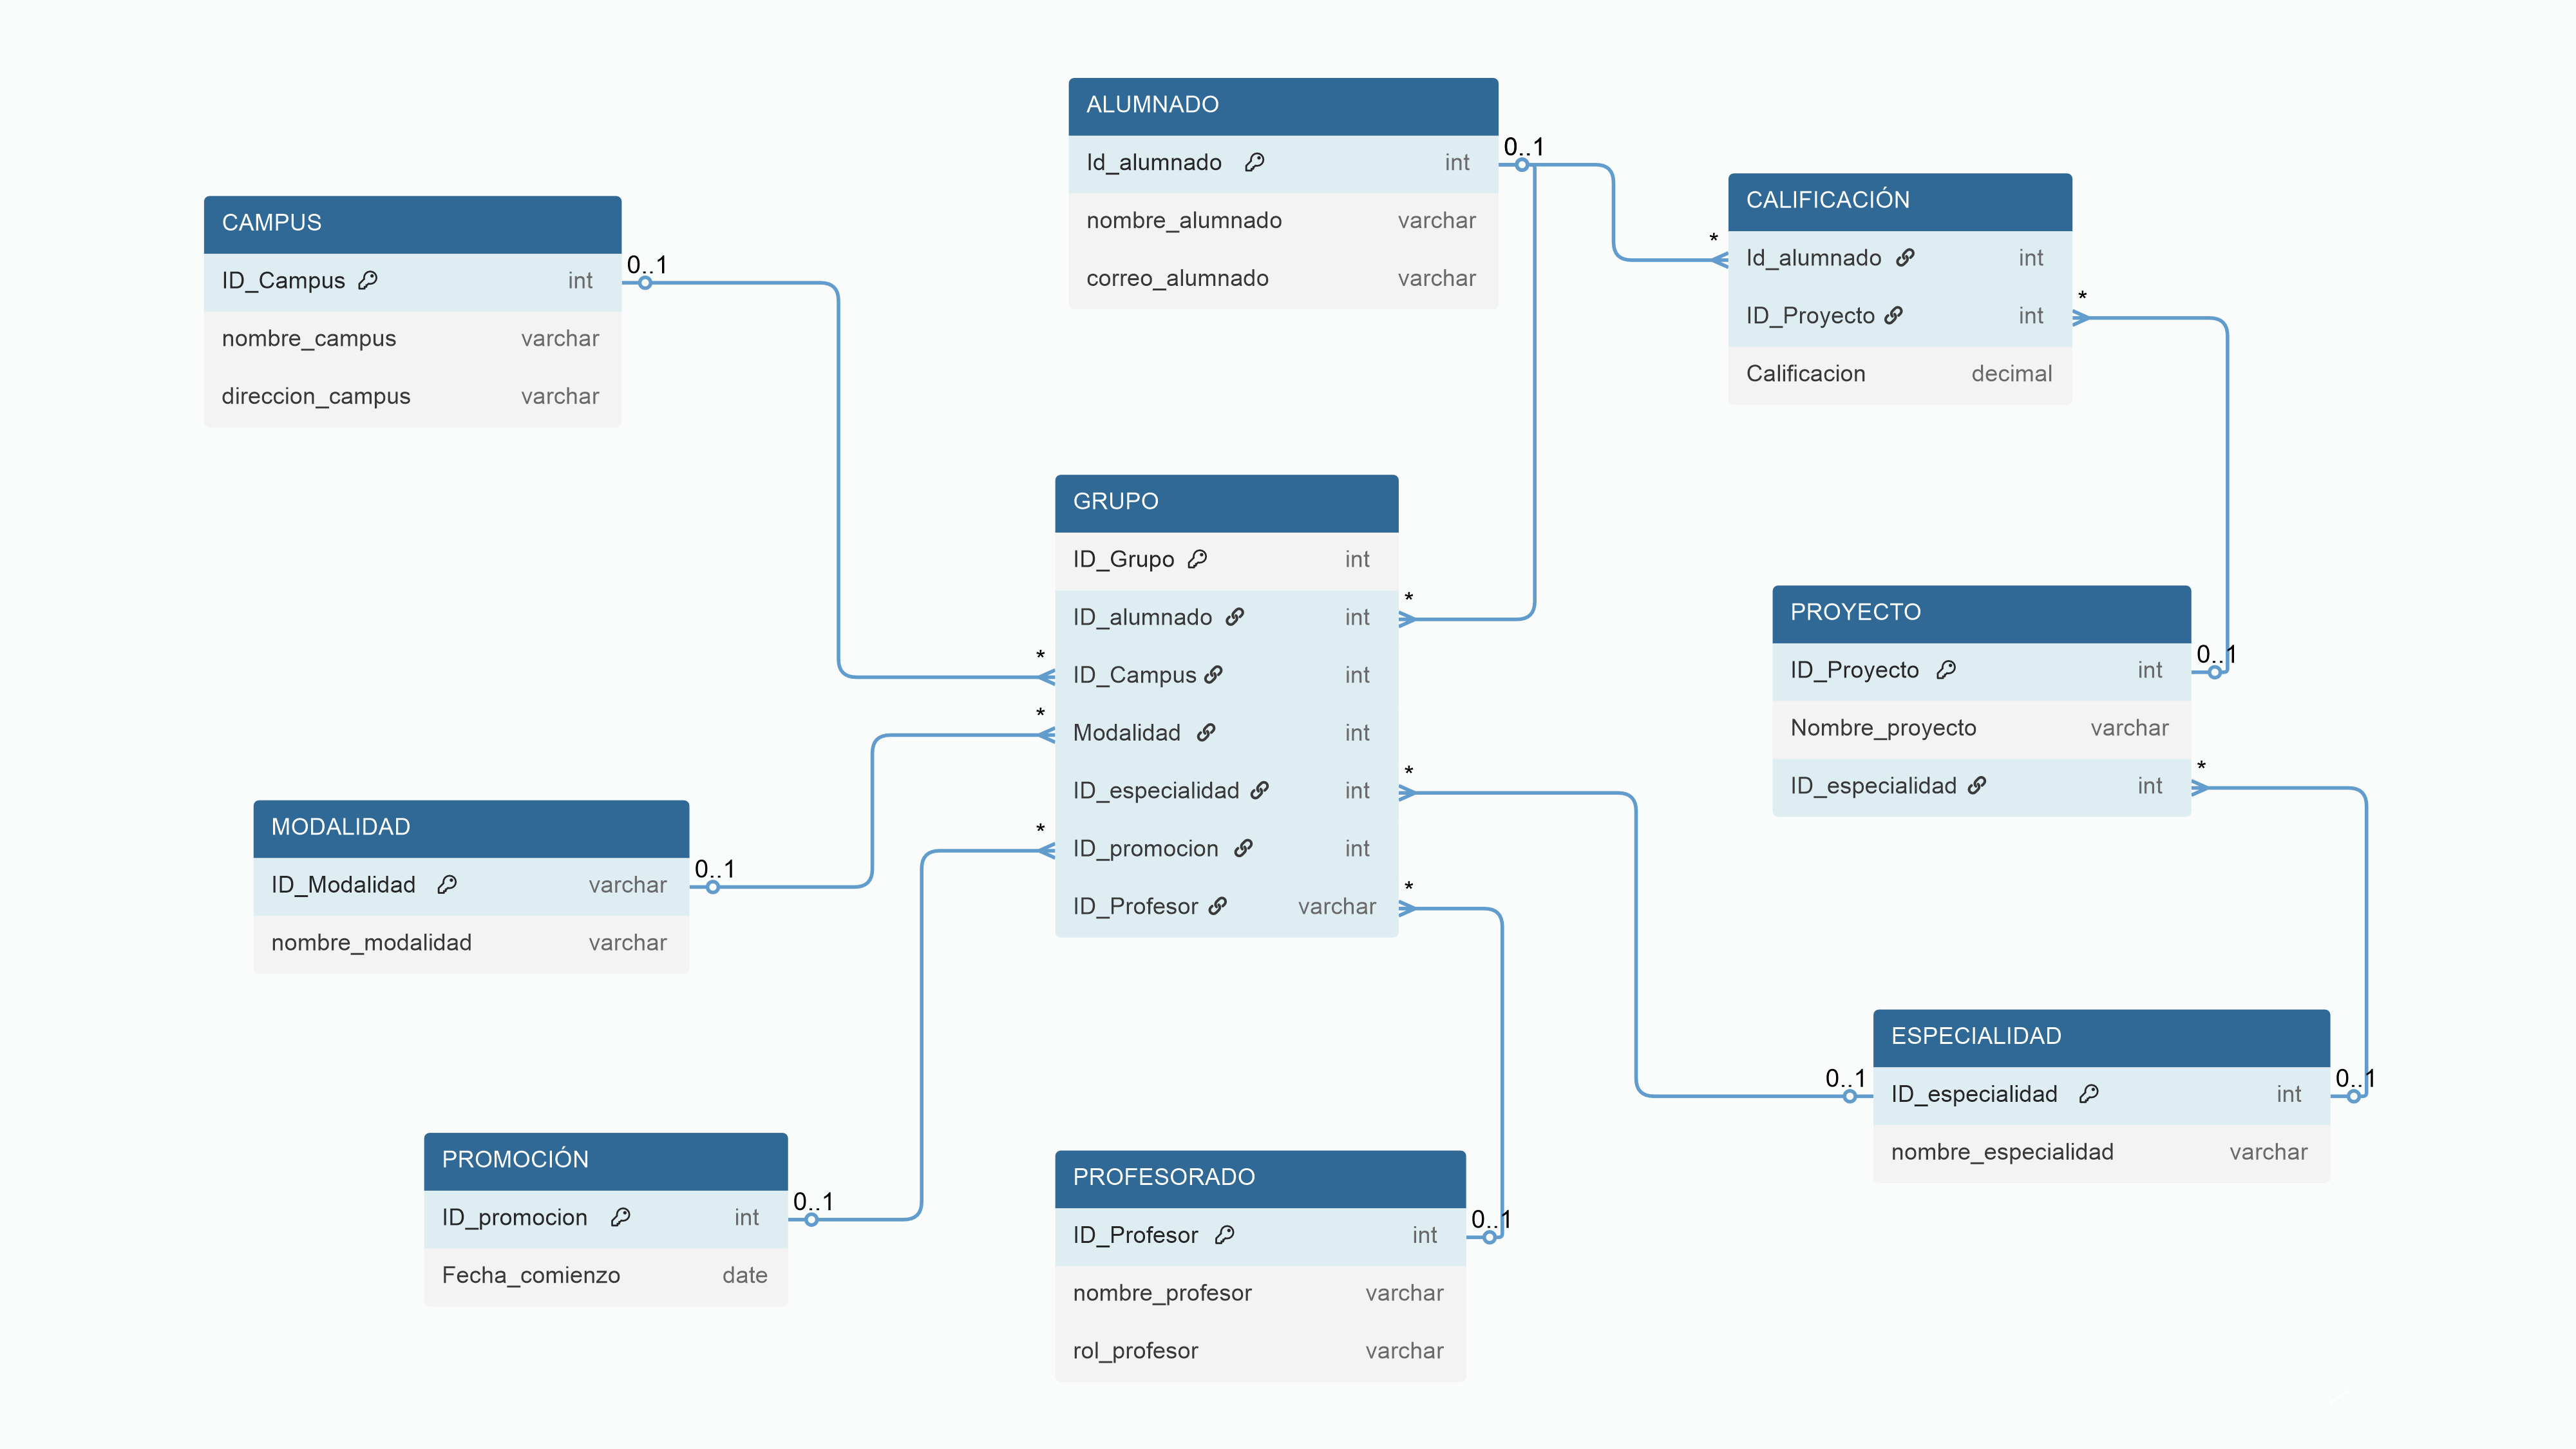 ALUMNADO
Id_alumnado int
nombre_alumnado varchar
correo_alumnado varchar
0..1
CALIFICACIÓN
* Id_alumnado int
ID_Proyecto int *
Calificacion decimal
CAMPUS
ID_Campus int 0..1
nombre_campus varchar
direccion_campus varchar
GRUPO
ID_Grupo int
ID_alumnado int *
* ID_Campus int
* Modalidad int
ID_especialidad int *
* ID_promocion int
ID_Profesor varchar *
PROYECTO
ID_Proyecto int 0..1
Nombre_proyecto varchar
ID_especialidad int *
MODALIDAD
ID_Modalidad varchar 0..1
nombre_modalidad varchar
ESPECIALIDAD
0..1 ID_especialidad int 0..1
nombre_especialidad varchar
PROMOCIÓN
ID_promocion int 0..1
Fecha_comienzo date
PROFESORADO
ID_Profesor int 0..1
nombre_profesor varchar
rol_profesor varchar